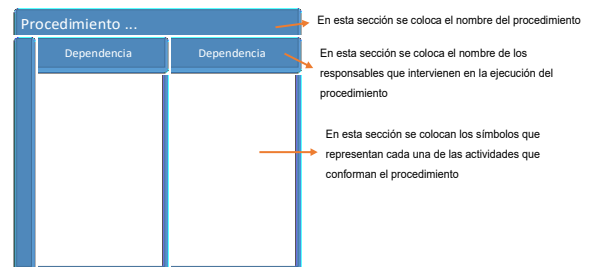 Procedimiento ...
En esta sección se coloca el nombre del procedimiento
Dependencia
Dependencia
En esta sección se coloca el nombre de los
responsables que intervienen en la ejecución del
procedimiento
En esta sección se colocan los símbolos que
representan cada una de las actividades que
conforman el procedimiento